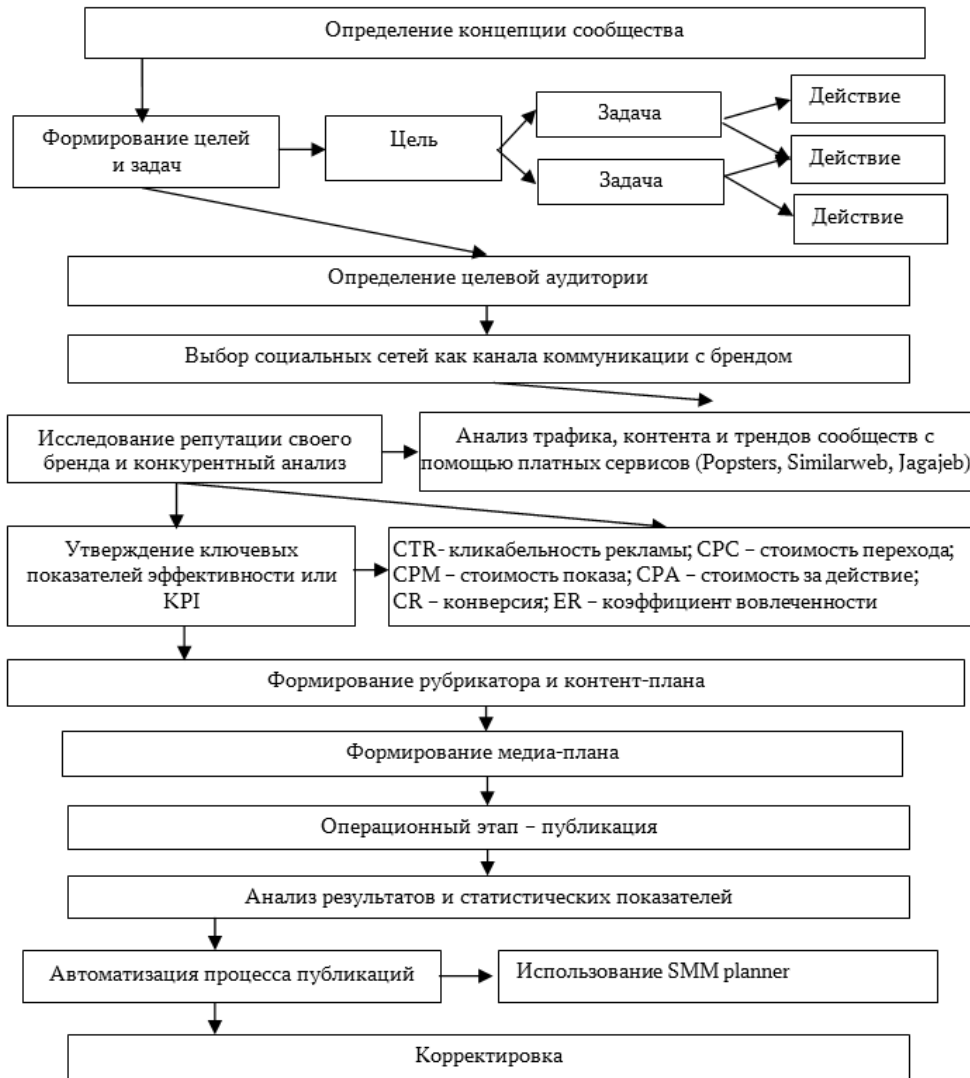 Определение концепции сообщества
Формирование целей
и задач
Цель
Задача
Задача
Действие
Действие
Действие
Определение целевой аудитории
Выбор социальных сетей как канала коммуникации с брендом
Исследование репутации своего
бренда и конкурентный анализ
Анализ трафика, контента и трендов сообществ с
помощью платных сервисов (Popsters, Similarweb, Jagajeb)
Утверждение ключевых
показателей эффективности или
KPI
CTR- кликабельность рекламы; CPC – стоимость перехода;
CPM – стоимость показа; CPA – стоимость за действие;
CR – конверсия; ER – коэффициент вовлеченности
Формирование рубрикатора и контент-плана
Формирование медиа-плана
Операционный этап – публикация
Анализ результатов и статистических показателей
Автоматизация процесса публикаций
Использование SMM planner
Корректировка